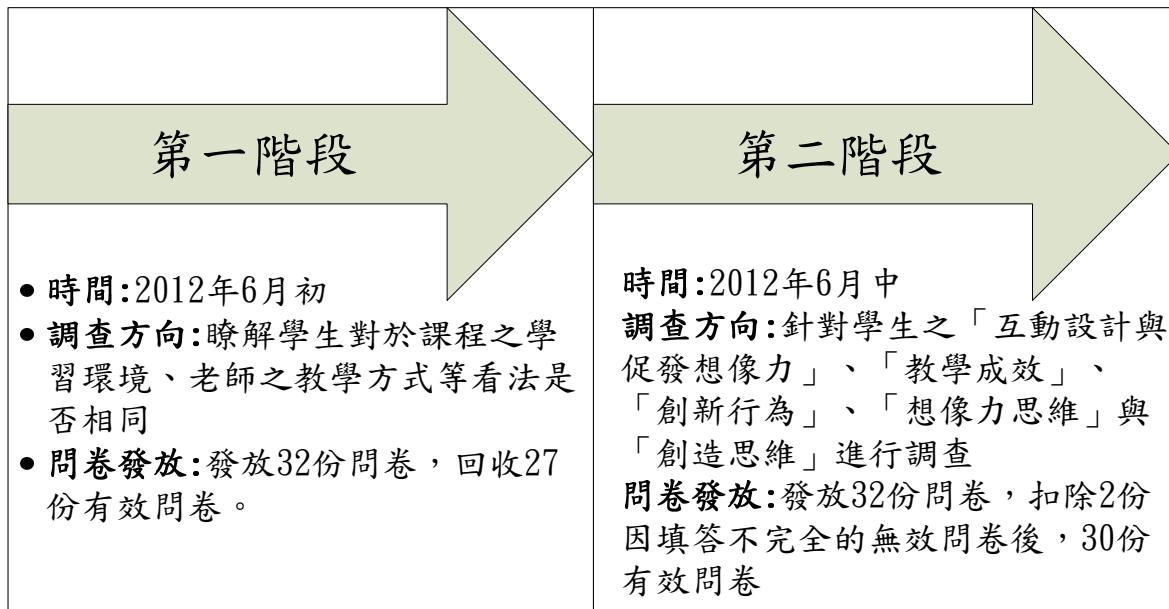 第一階段
• 時間:2012年6月初
• 調查方向:瞭解學生對於課程之學
習環境、老師之教學方式等看法是
否相同
• 問卷發放:發放32份問卷，回收27
份有效問卷。
第二階段
時間:2012年6月中
調查方向:針對學生之「互動設計與
促發想像力」、「教學成效」、
「創新行為」、「想像力思維」與
「創造思維」進行調查
問卷發放:發放32份問卷，扣除2份
因填答不完全的無效問卷後，30份
有效問卷